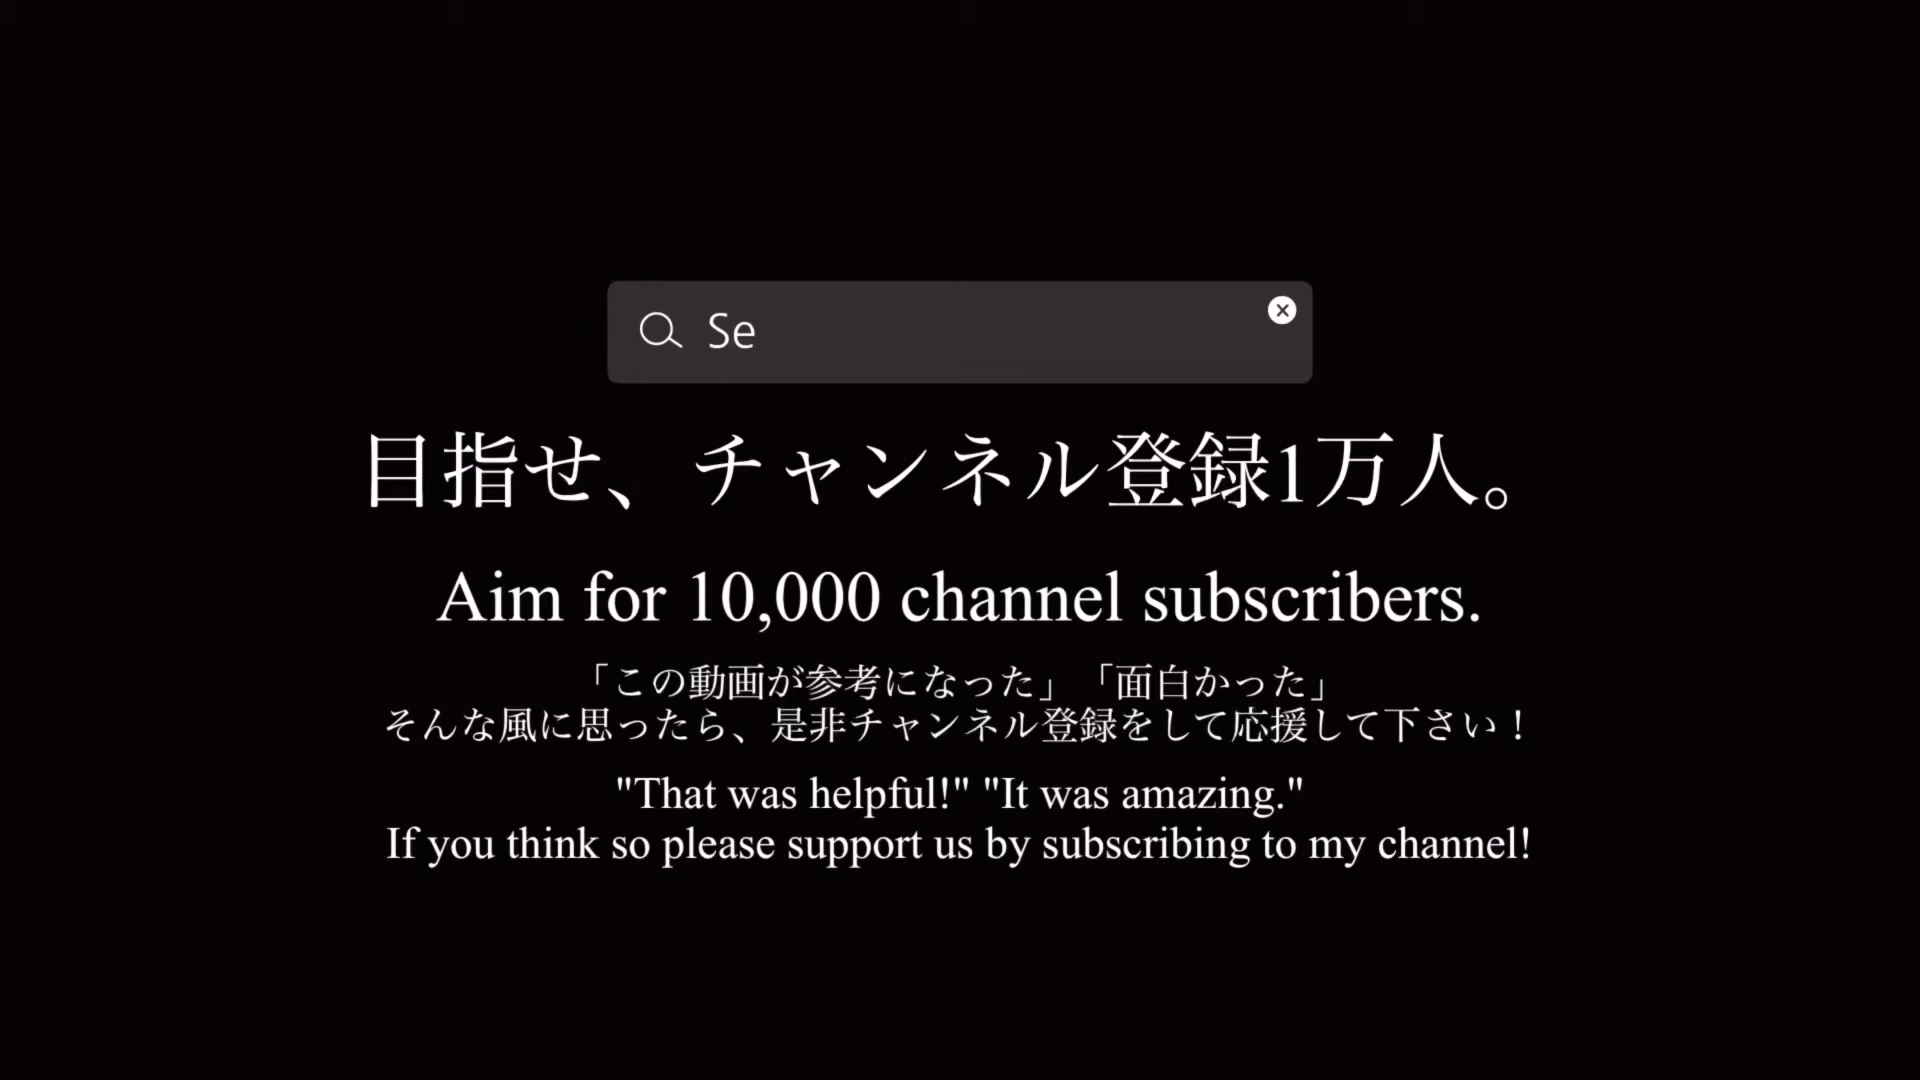 Se
目指せ、チャンネル登録1万人。
Aim for 10,000 channel subscribers.
「この動画が参考になった」「面白かった」
そんな風に思ったら、是非チャンネル登録をして応援して下さい！
"That was helpful!" "It was amazing."
If you think so please support us by subscribing to my channel!